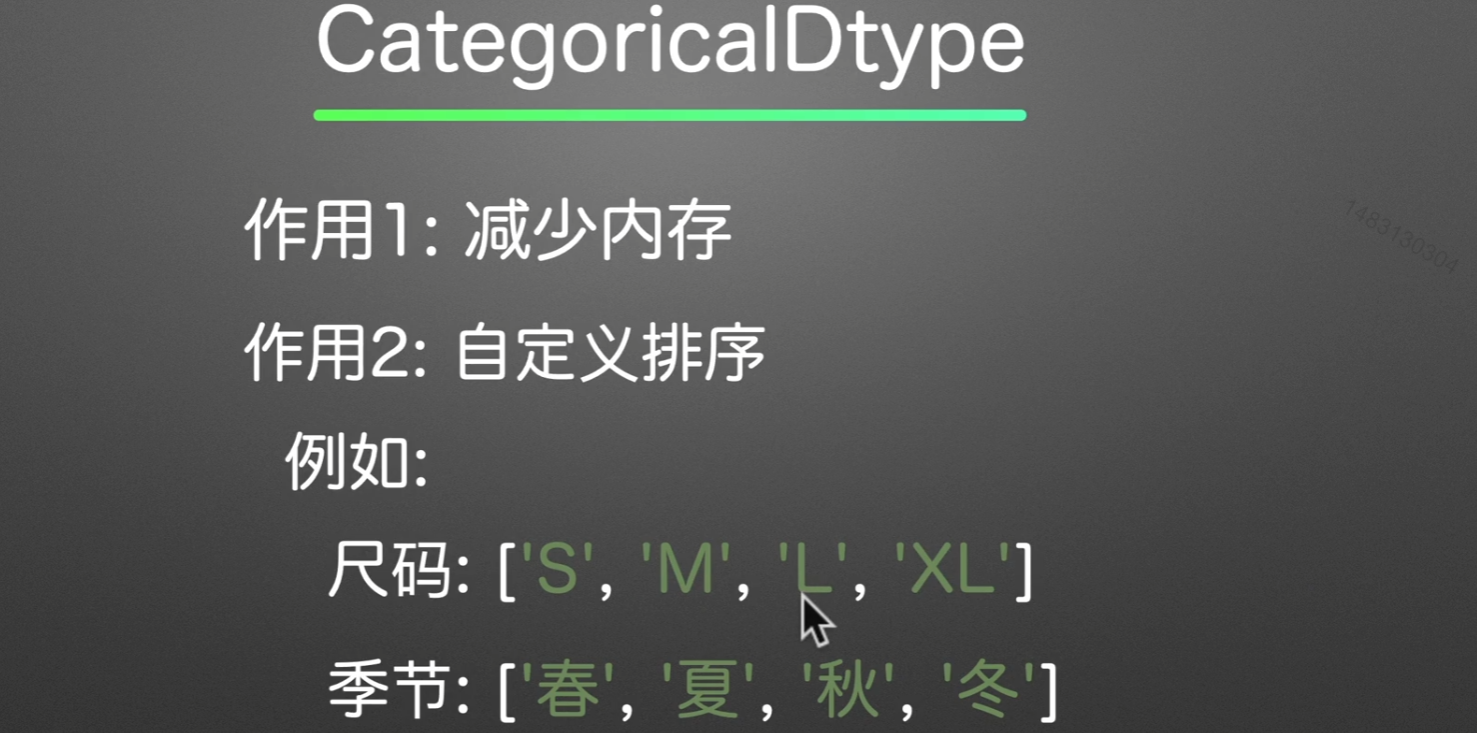 CategoricalDtype
作用1: 减少内存
1483130304
作用2: 自定义排序
例如:
尺码: ['S', 'M', 'L', 'XL']
季节: ['春', '夏', '秋', '冬']